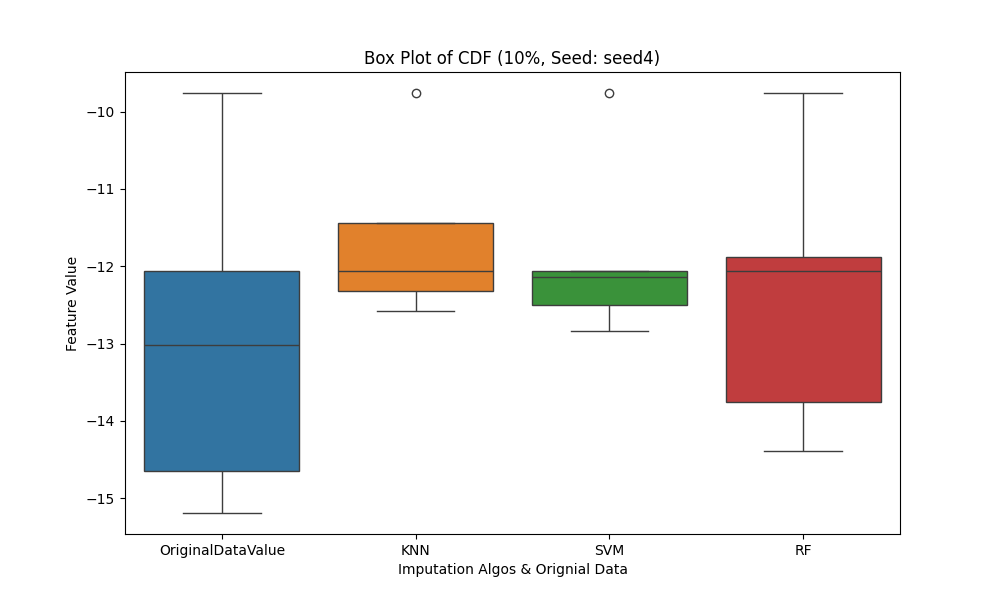 Box Plot of CDF (10%, Seed: seed4)
Feature Value
−10
−11
−12
−13
−14
−15
OriginalDataValue
KNN
SVM
RF
Imputation Algos & Orignial Data